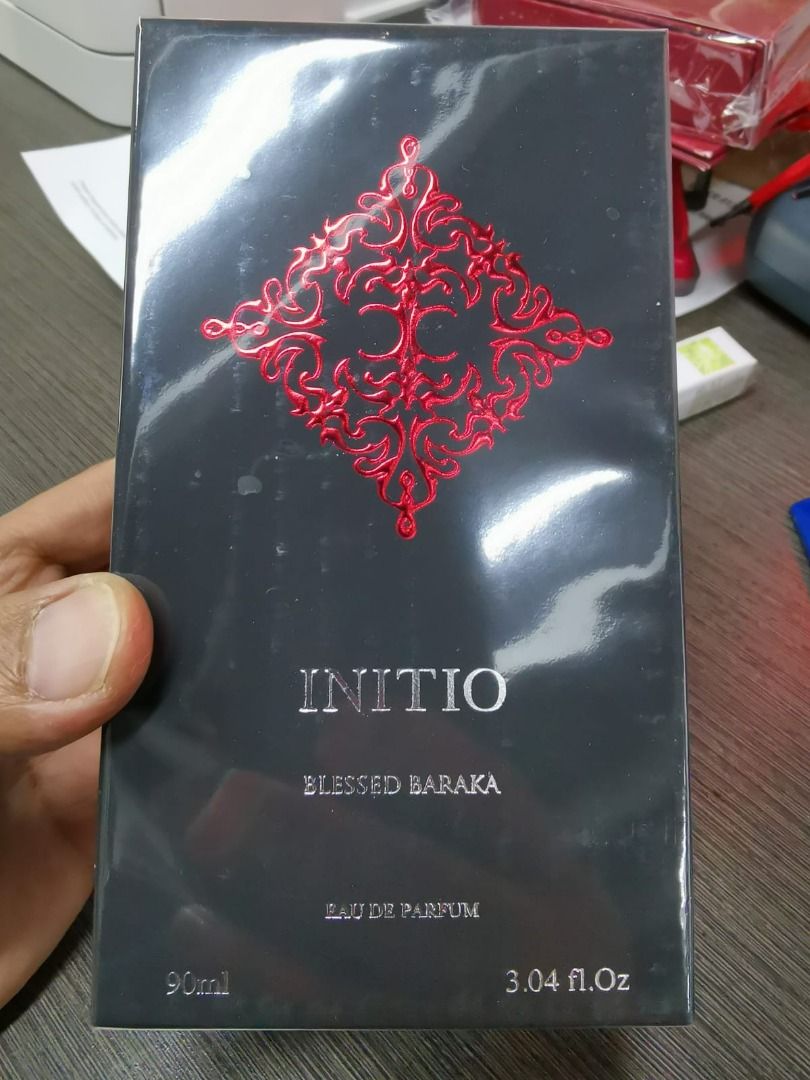 INITIO
BLESSED BARAKA
EAU DE PARFUM
90ml
3.04 fl.Oz